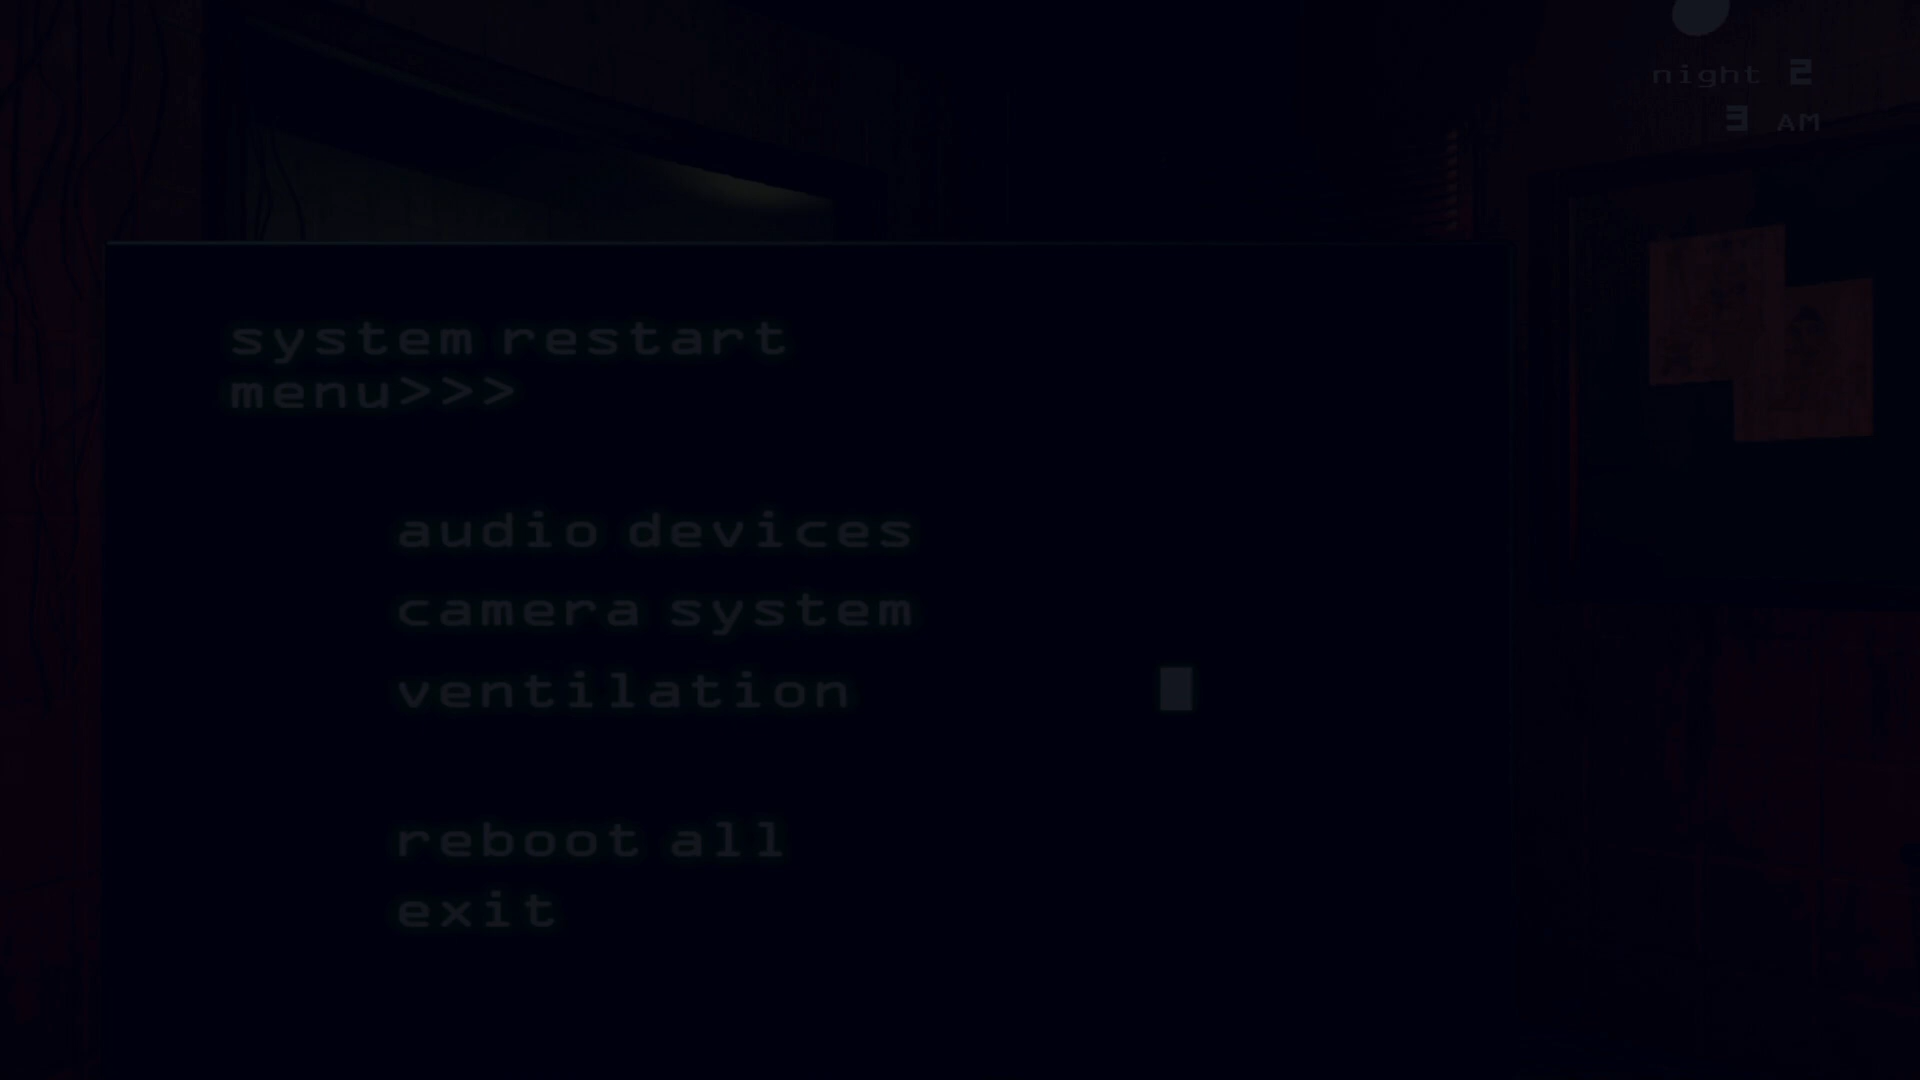 night 2
3 AM
system restart
menu>>>
audio devices
camera system
ventilation
reboot all
exit